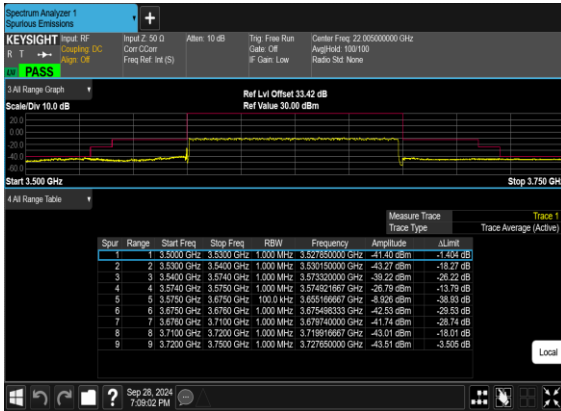 Spectrum Analyzer 1
Spurious Emissions
+
KEYSIGHT Input: RF Input Z: 50 Ω Atten: 10 dB Trig: Free Run Center Freq: 22.005000000 GHz
R T Coupling: DC Corr CCorr Gate: Off Avg|Hold: 100/100
Align: Off Freq Ref: Int (S) IF Gain: Low Radio Std: None
LXI PASS
3 All Range Graph Ref Lvl Offset 33.42 dB
Scale/Div 10.0 dB Ref Value 30.00 dBm
20.0
0.00
-20.0
-40.0
-60.0
Start 3.500 GHz Stop 3.750 GHz
4 All Range Table
Measure Trace Trace 1
Trace Type Trace Average (Active)
Spur Range Start Freq Stop Freq RBW Frequency Amplitude ΔLimit
1 1 3.5000 GHz 3.5300 GHz 1.000 MHz 3.527850000 GHz -41.40 dBm -1.404 dB
2 2 3.5300 GHz 3.5400 GHz 1.000 MHz 3.530150000 GHz -43.27 dBm -18.27 dB
3 3 3.5400 GHz 3.5740 GHz 1.000 MHz 3.573320000 GHz -39.22 dBm -26.22 dB
4 4 3.5740 GHz 3.5750 GHz 1.000 MHz 3.574921667 GHz -26.79 dBm -13.79 dB
5 5 3.5750 GHz 3.6750 GHz 100.0 kHz 3.655166667 GHz -8.926 dBm -38.93 dB
6 6 3.6750 GHz 3.6760 GHz 1.000 MHz 3.675498333 GHz -42.53 dBm -29.53 dB
7 7 3.6760 GHz 3.7100 GHz 1.000 MHz 3.679740000 GHz -41.74 dBm -28.74 dB
8 8 3.7100 GHz 3.7200 GHz 1.000 MHz 3.719916667 GHz -43.01 dBm -18.01 dB
9 9 3.7200 GHz 3.7500 GHz 1.000 MHz 3.727650000 GHz -43.51 dBm -3.505 dB
Local
? Sep 28, 2024
7:09:02 PM